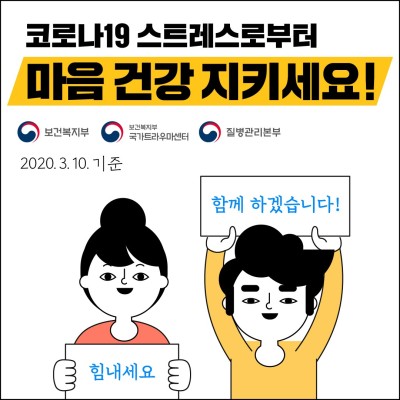 코로나19 스트레스로부터
마음 건강 지키세요!
보건복지부
보건복지부
국가트라우마센터
질병관리본부
2020. 3. 10. 기준
함께 하겠습니다!
힘내세요